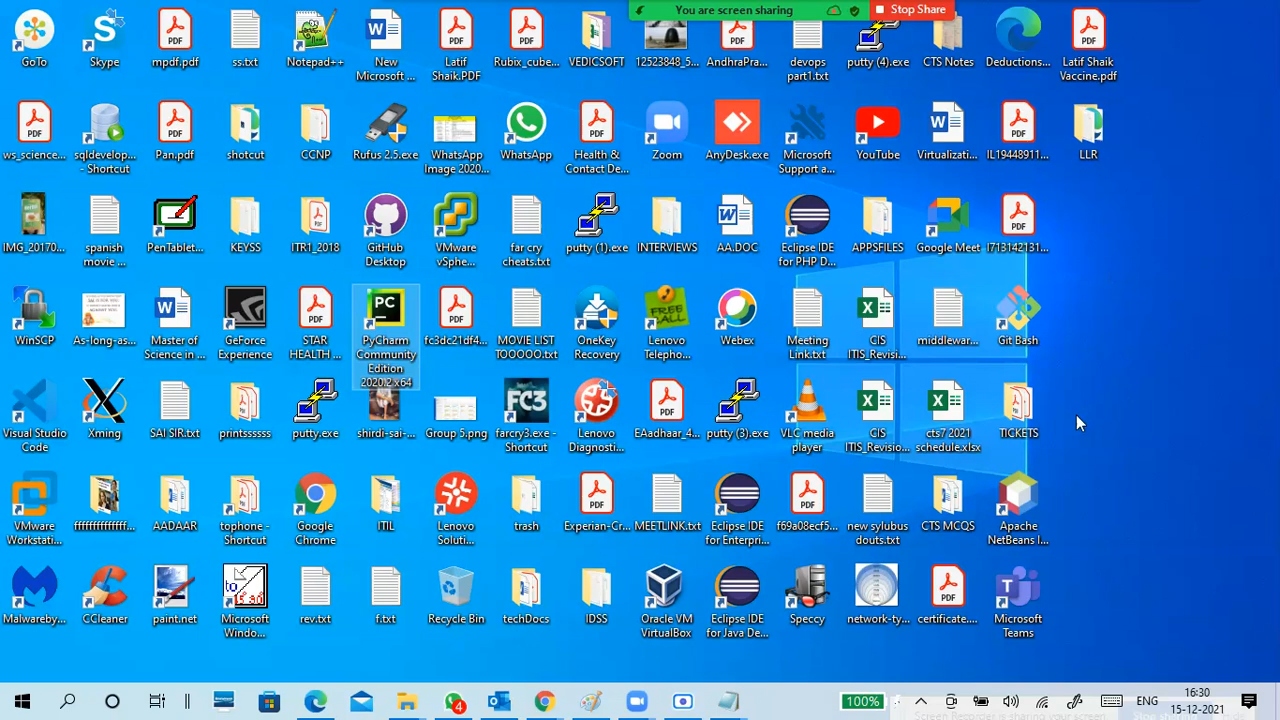 You are screen sharing
Stop Share
GoTo
Skype
mpdf.pdf
ss.txt
Notepad++
New
Microsoft ...
Latif
Shaik.PDF
Rubix_cube...
VEDICSOFT
12523848_5...
AndhraPra...
devops
part1.txt
putty (4).exe
CTS Notes
Deductions...
Latif Shaik
Vaccine.pdf
ws_science...
sqldevelop...
- Shortcut
Pan.pdf
shotcut
CCNP
Rufus 2.5.exe
WhatsApp
Image 2020...
WhatsApp
Health &
Contact De...
Zoom
AnyDesk.exe
Microsoft
Support a...
YouTube
Virtualizati...
IL19448911...
LLR
IMG_20170...
spanish
movie ...
PenTablet...
KEYSS
ITR1_2018
GitHub
Desktop
VMware
vSphe...
far cry
cheats.txt
putty (1).exe
INTERVIEWS
AA.DOC
Eclipse IDE
for PHP D...
APPSFILES
Google Meet
I713142131...
WinSCP
As-long-as...
Master of
Science in ...
GeForce
Experience
STAR
HEALTH ...
PyCharm
Community
Edition
2020.2 x64
fc3dc21df4...
MOVIE LIST
TOOOOO.txt
OneKey
Recovery
Lenovo
Telepho...
Webex
Meeting
Link.txt
CIS
ITIS_Revisi...
middlewar...
Git Bash
Visual Studio
Code
Xming
SAI SIR.txt
printssssss
putty.exe
shirdi-sai-...
Group 5.png
farcry3.exe -
Shortcut
Lenovo
Diagnosti...
EAadhaar_4...
putty (3).exe
VLC media
player
CIS
ITIS_Revisio...
cts7 2021
schedule.xlsx
TICKETS
VMware
Workstati...
ffffffffffffff...
AADAAR
tophone -
Shortcut
Google
Chrome
ITIL
Lenovo
Soluti...
trash
Experian-Cr...
MEETLINK.txt
Eclipse IDE
for Enterpri...
f69a08ecf5...
new sylubus
douts.txt
CTS MCQS
Apache
NetBeans I...
Malwareby...
CCleaner
paint.net
Microsoft
Windo...
rev.txt
f.txt
Recycle Bin
techDocs
IDSS
Oracle VM
VirtualBox
Eclipse IDE
for Java De...
Speccy
network-ty...
certificate....
Microsoft
Teams
4
100%
ENG
16:30
15-12-2021